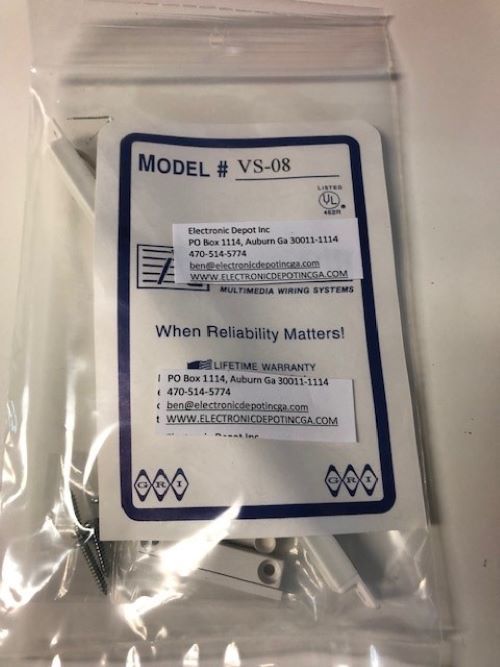 MODEL # VS-08
LISTED
UL
Electronic Depot Inc
PO Box 1114, Auburn Ga 30011-1114
470-514-5774
ben@electronicdepotincga.com
WWW.ELECTRONICDEPOTINCGA.COM
MULTIMEDIA WIRING SYSTEMS
When Reliability Matters!
LIFETIME WARRANTY
PO Box 1114, Auburn Ga 30011-1114
470-514-5774
ben@electronicdepotincga.com
WWW.ELECTRONICDEPOTINCGA.COM
GRI GRI